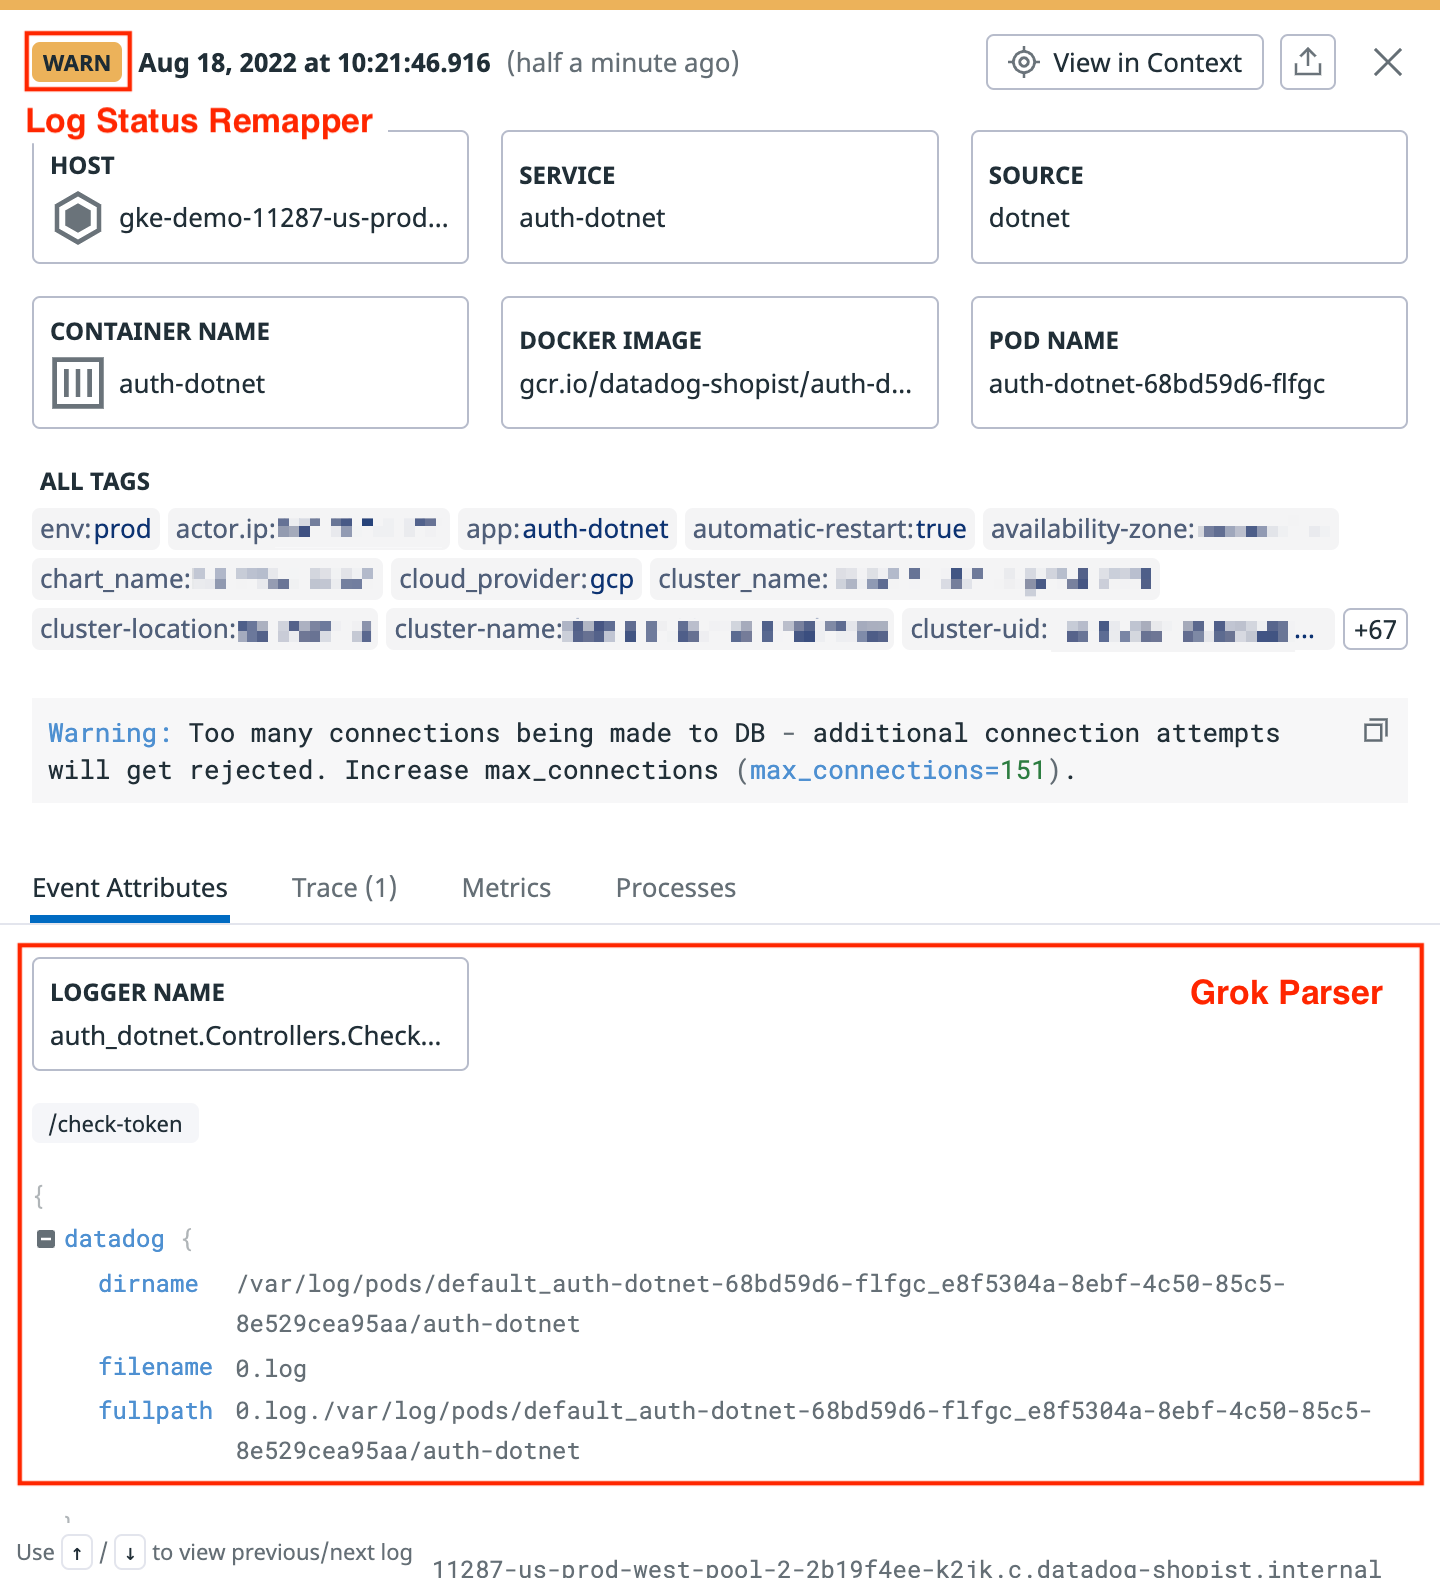 WARN Aug 18, 2022 at 10:21:46.916 (half a minute ago) View in Context
Log Status Remapper
HOST
gke-demo-11287-us-prod...
SERVICE
auth-dotnet
SOURCE
dotnet
CONTAINER NAME
auth-dotnet
DOCKER IMAGE
gcr.io/datadog-shopist/auth-d...
POD NAME
auth-dotnet-68bd59d6-flfgc
ALL TAGS
env:prod actor.ip: app:auth-dotnet automatic-restart:true availability-zone:
chart_name: cloud_provider:gcp cluster_name:
cluster-location: cluster-name: cluster-uid: ... +67
Warning: Too many connections being made to DB - additional connection attempts
will get rejected. Increase max_connections (max_connections=151).
Event Attributes Trace (1) Metrics Processes
LOGGER NAME
auth_dotnet.Controllers.Check...
Grok Parser
/check-token
{
datadog {
dirname /var/log/pods/default_auth-dotnet-68bd59d6-flfgc_e8f5304a-8ebf-4c50-85c5-
8e529cea95aa/auth-dotnet
filename 0.log
fullpath 0.log./var/log/pods/default_auth-dotnet-68bd59d6-flfgc_e8f5304a-8ebf-4c50-85c5-
8e529cea95aa/auth-dotnet
Use ↑ / ↓ to view previous/next log
11287-us-prod-west-pool-2-2b19f4ee-k2jk.c.datadog-shopist.internal